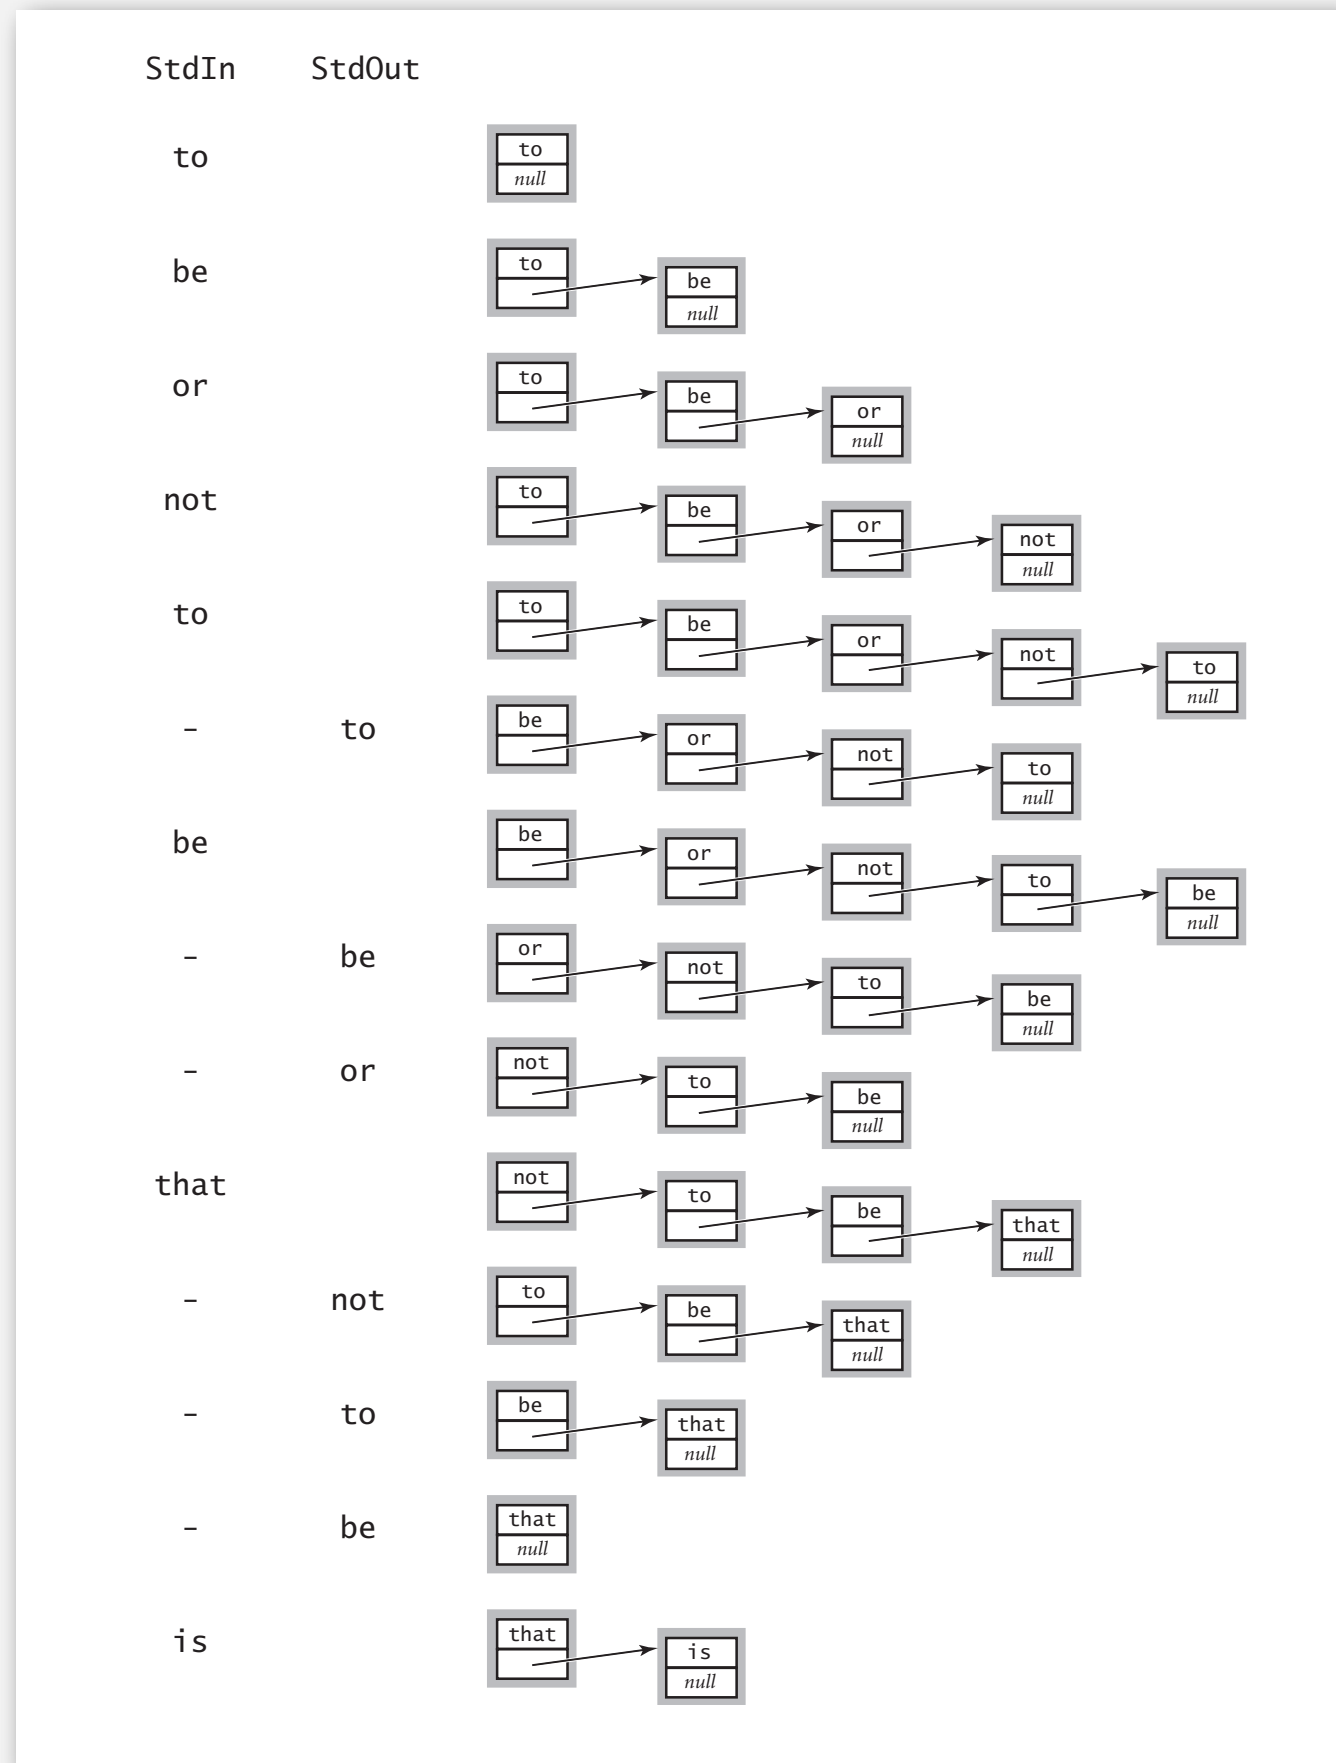 StdIn StdOut
to
to
null
be
to
be
null
or
to
be
or
null
not
to
be
or
not
null
to
to
be
or
not
to
null
- to
be
or
not
to
null
be
be
or
not
to
be
null
- be
or
not
to
be
null
- or
not
to
be
null
that
not
to
be
that
null
- not
to
be
that
null
- to
be
that
null
- be
that
null
is
that
is
null